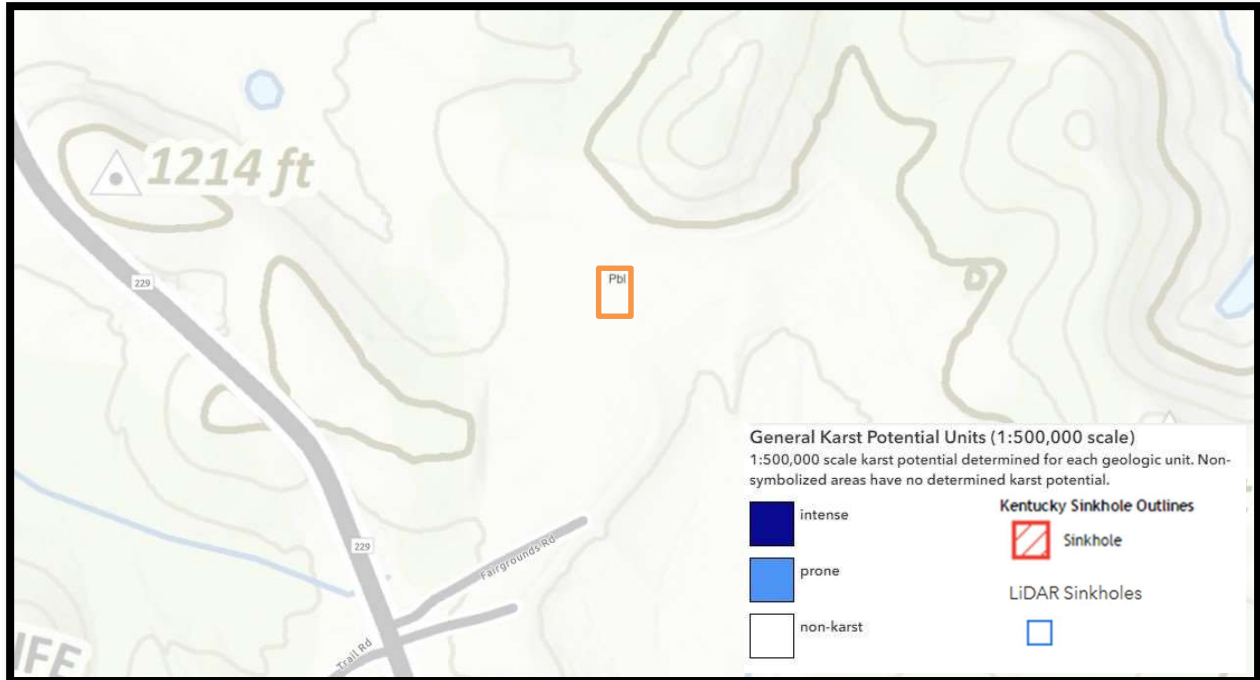 1214 ft
229
Pbl
229
Fairgrounds Rd
Trail Rd
IFE
General Karst Potential Units (1:500,000 scale)
1:500,000 scale karst potential determined for each geologic unit. Non-
symbolized areas have no determined karst potential.
intense
prone
non-karst
Kentucky Sinkhole Outlines
Sinkhole
LiDAR Sinkholes